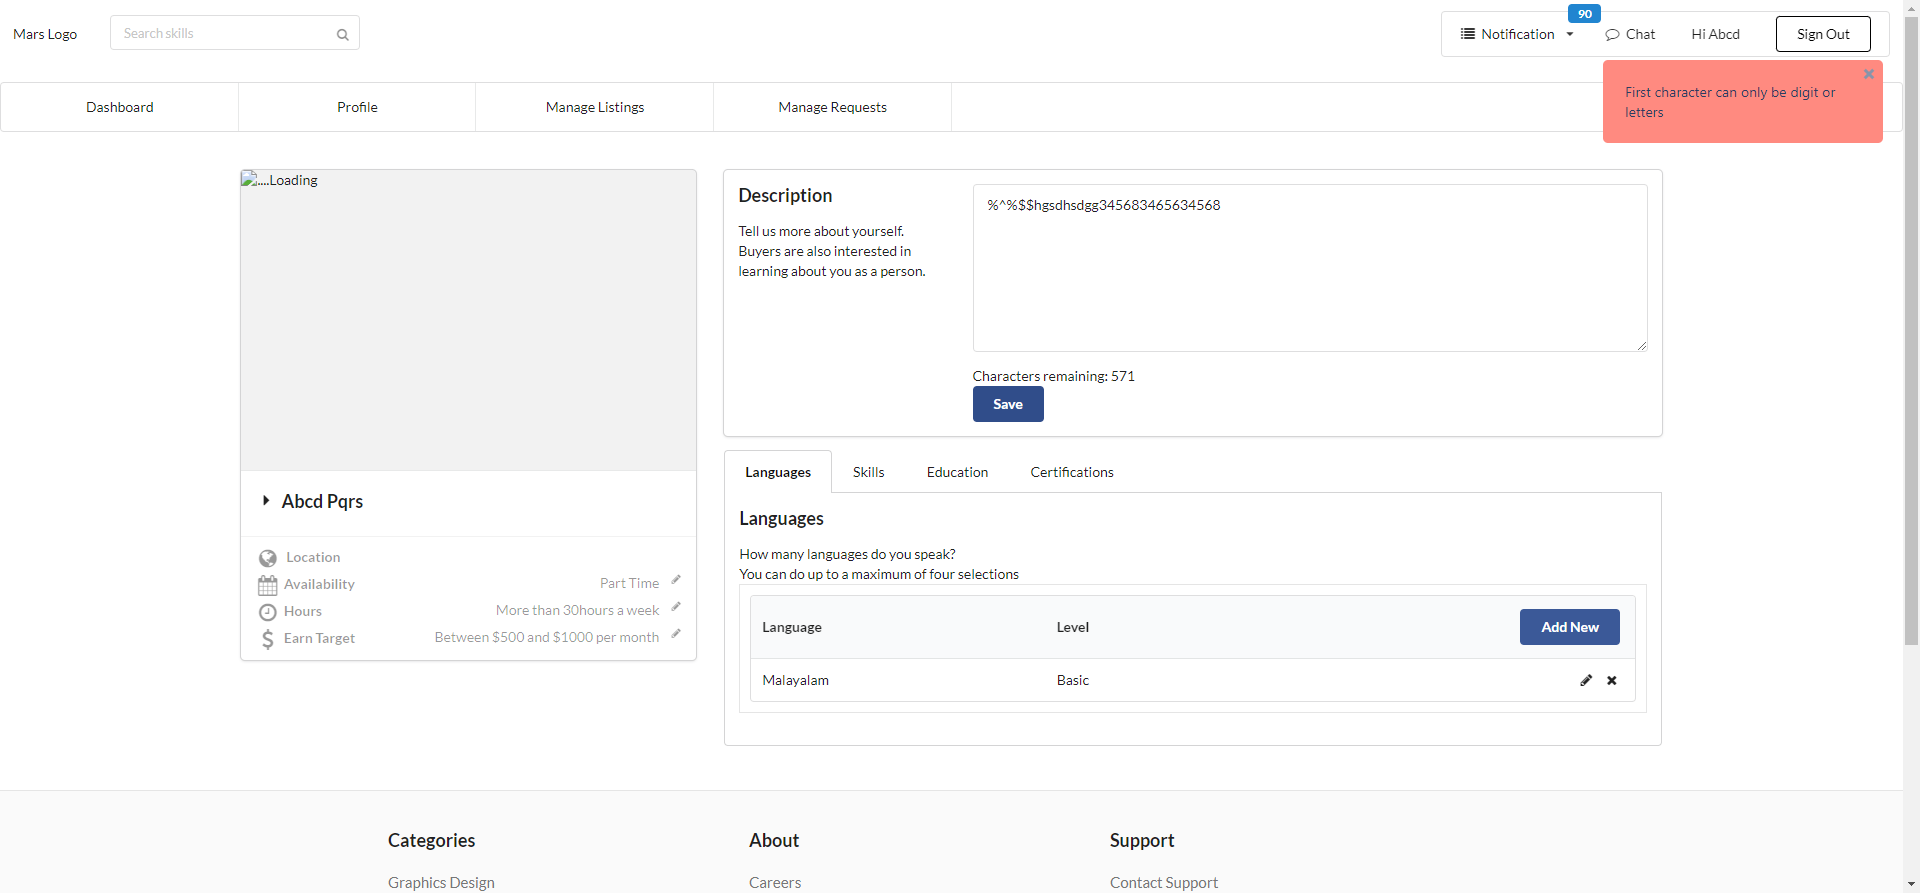 Mars Logo
Search skills
90
Notification
Chat
Hi Abcd
Sign Out
Dashboard
Profile
Manage Listings
Manage Requests
First character can only be digit or
letters
....Loading
Abcd Pqrs
Location
Availability
Part Time
Hours
More than 30hours a week
Earn Target
Between $500 and $1000 per month
Description
Tell us more about yourself.
Buyers are also interested in
learning about you as a person.
%^%$$hgsdhsdgg345683465634568
Characters remaining: 571
Save
Languages
Skills
Education
Certifications
Languages
How many languages do you speak?
You can do up to a maximum of four selections
Language
Level
Add New
Malayalam
Basic
Categories
About
Support
Graphics Design
Careers
Contact Support